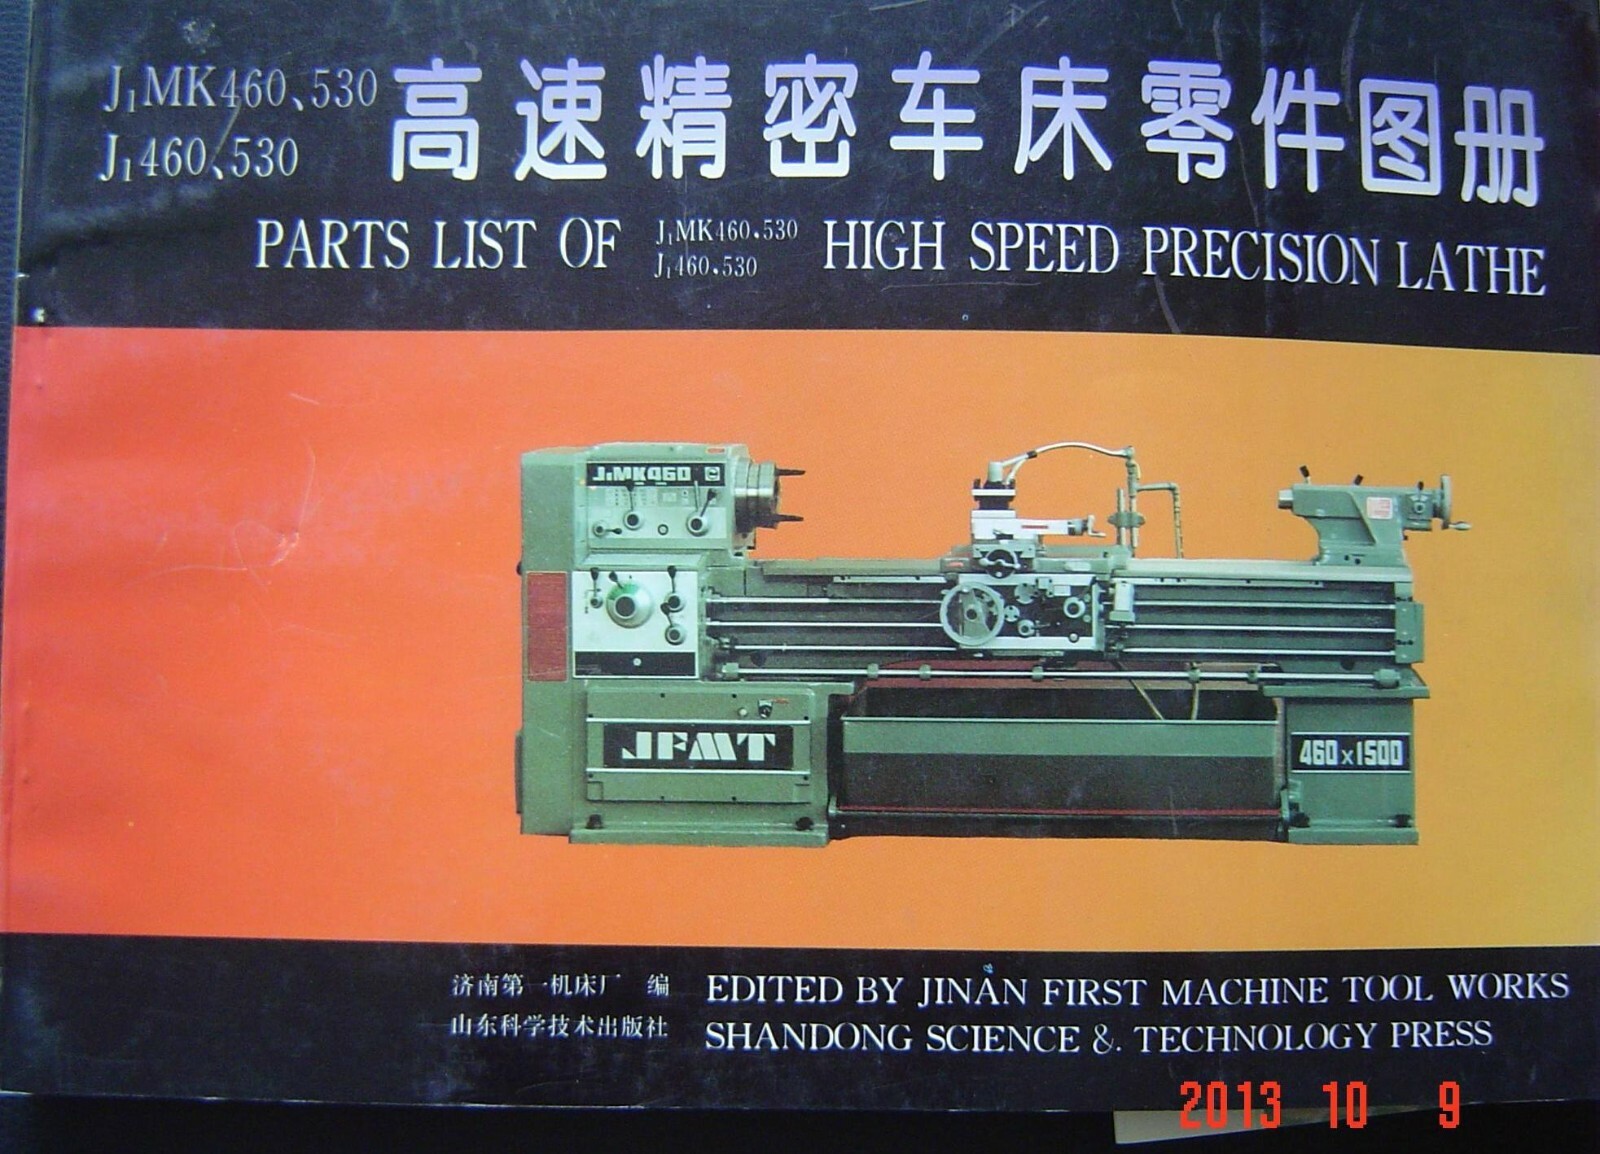 J₁MK460、530
J₁460、530
高速精密车床零件图册
PARTS LIST OF J₁MK460、530 J₁460、530 HIGH SPEED PRECISION LATHE
J₁MK460
JFMT
460x1500
济南第一机床厂 编
山东科学技术出版社
EDITED BY JINAN FIRST MACHINE TOOL WORKS
SHANDONG SCIENCE & TECHNOLOGY PRESS
2013 10 9